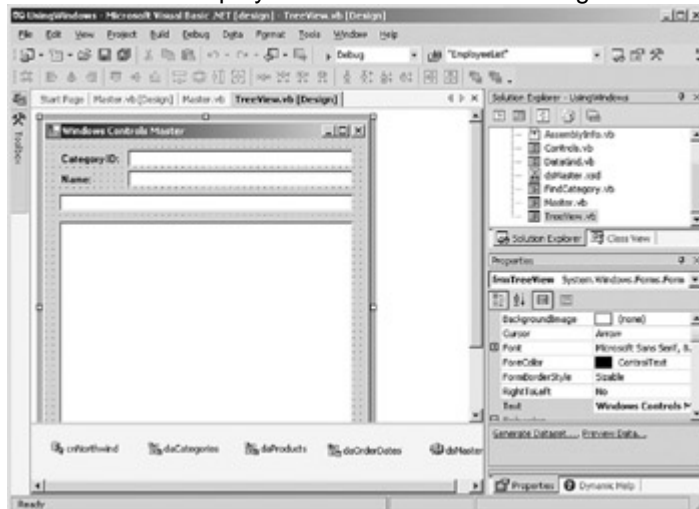 UsingWindows - Microsoft Visual Basic .NET [design] - TreeView.vb [Design]
File Edit View Project Build Debug Data Format Tools Window Help
Debug "EmployeeList"
Start Page Master.vb [Design] Master.vb TreeView.vb [Design]
Toolbox
Windows Controls Master
Category ID:
Name:
cnNorthwind daCategories daProducts daOrderDates dsMaster
Solution Explorer - UsingWindows
AssemblyInfo.vb
Controls.vb
DataGrid.vb
dsMaster.xsd
FindCategory.vb
Master.vb
TreeView.vb
Solution Explorer Class View
Properties
frmTreeView System.Windows.Forms.Form
BackgroundImage (none)
Cursor Arrow
Font Microsoft Sans Serif, 8.
ForeColor ControlText
FormBorderStyle Sizable
RightToLeft No
Text Windows Controls M
Generate Dataset..., Preview Data...
Properties Dynamic Help
Ready